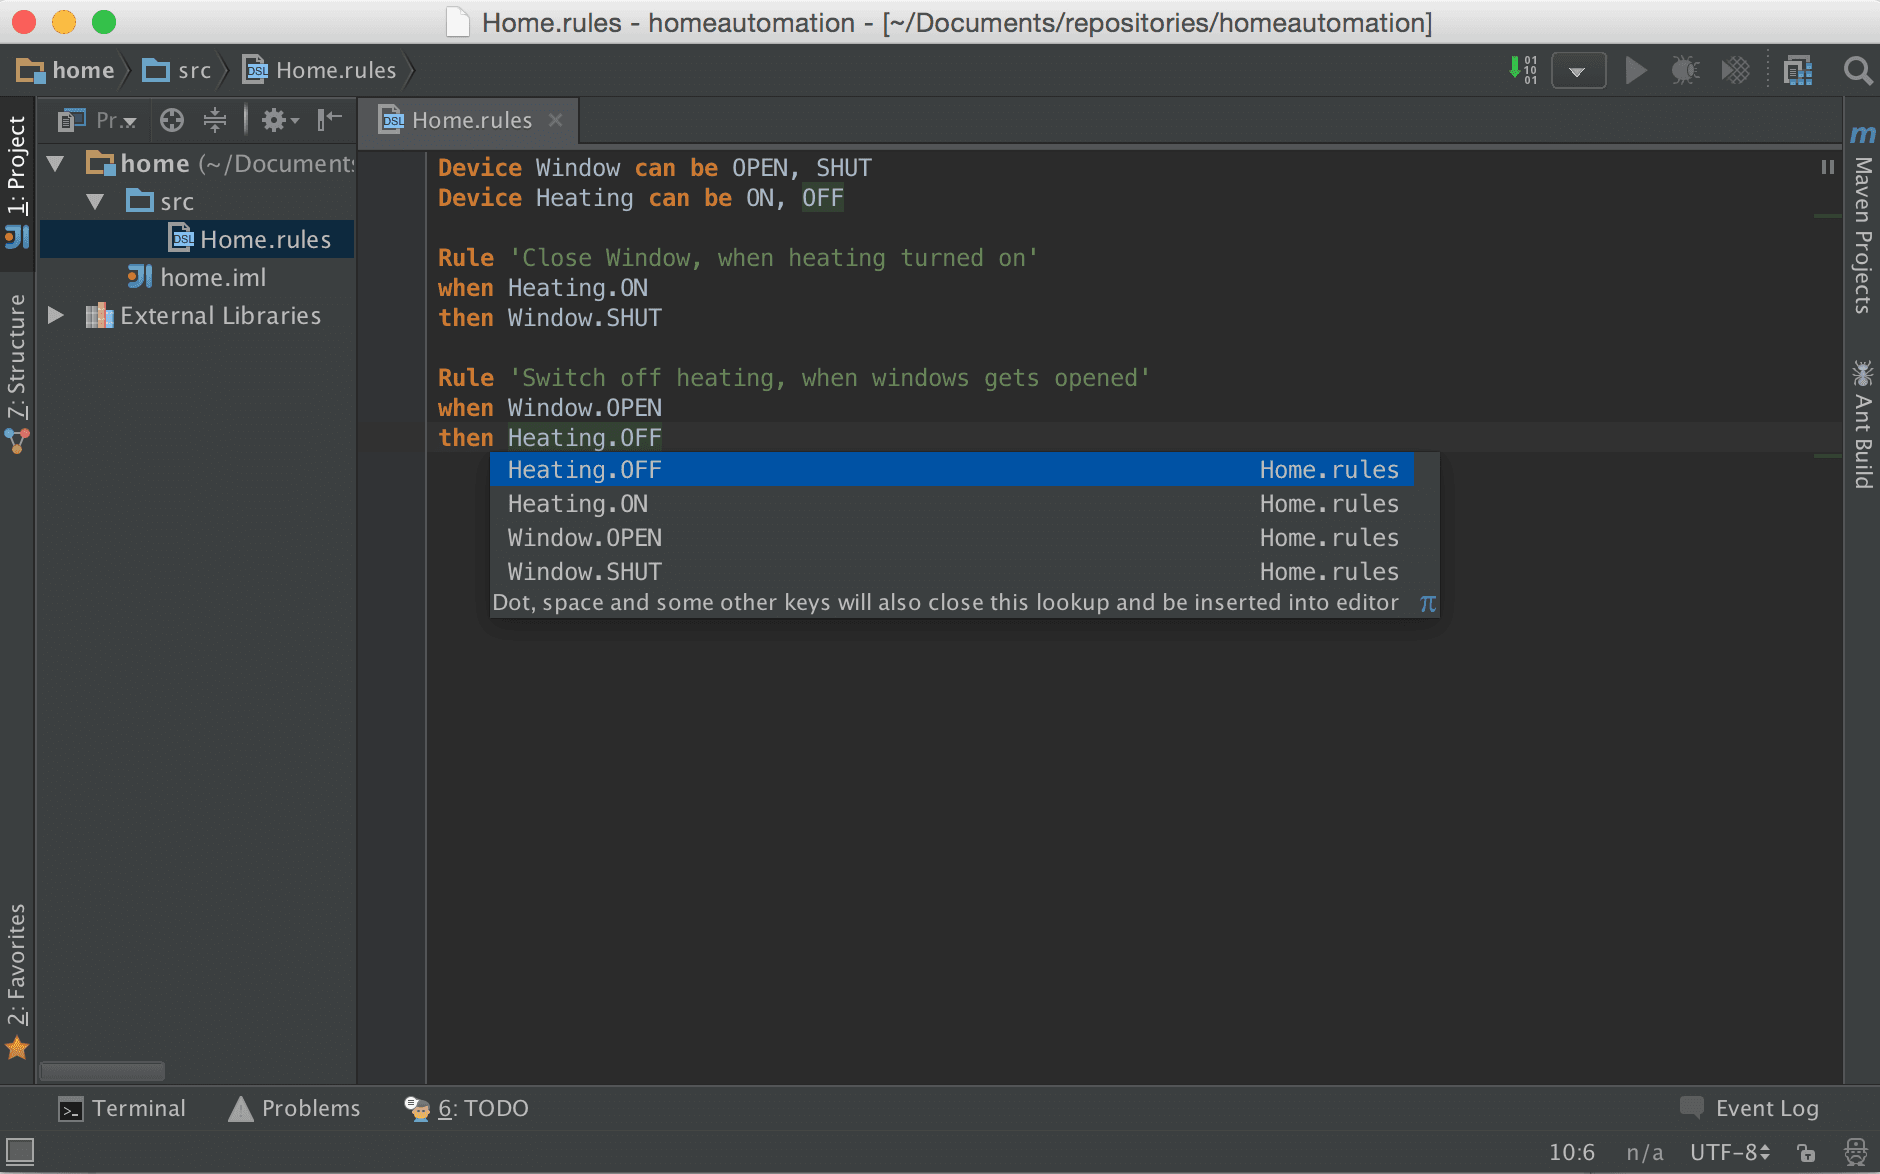 Home.rules - homeautomation - [~/Documents/repositories/homeautomation]
home src Home.rules
01
10
01
1: Project
7: Structure
2: Favorites
Pr...
home (~/Documents
src
Home.rules
home.iml
External Libraries
Home.rules
Device Window can be OPEN, SHUT
Device Heating can be ON, OFF
Rule 'Close Window, when heating turned on'
when Heating.ON
then Window.SHUT
Rule 'Switch off heating, when windows gets opened'
when Window.OPEN
then Heating.OFF
Heating.OFF Home.rules
Heating.ON Home.rules
Window.OPEN Home.rules
Window.SHUT Home.rules
Dot, space and some other keys will also close this lookup and be inserted into editor π
m Maven Projects
Ant Build
Terminal Problems 6: TODO Event Log
10:6 n/a UTF-8